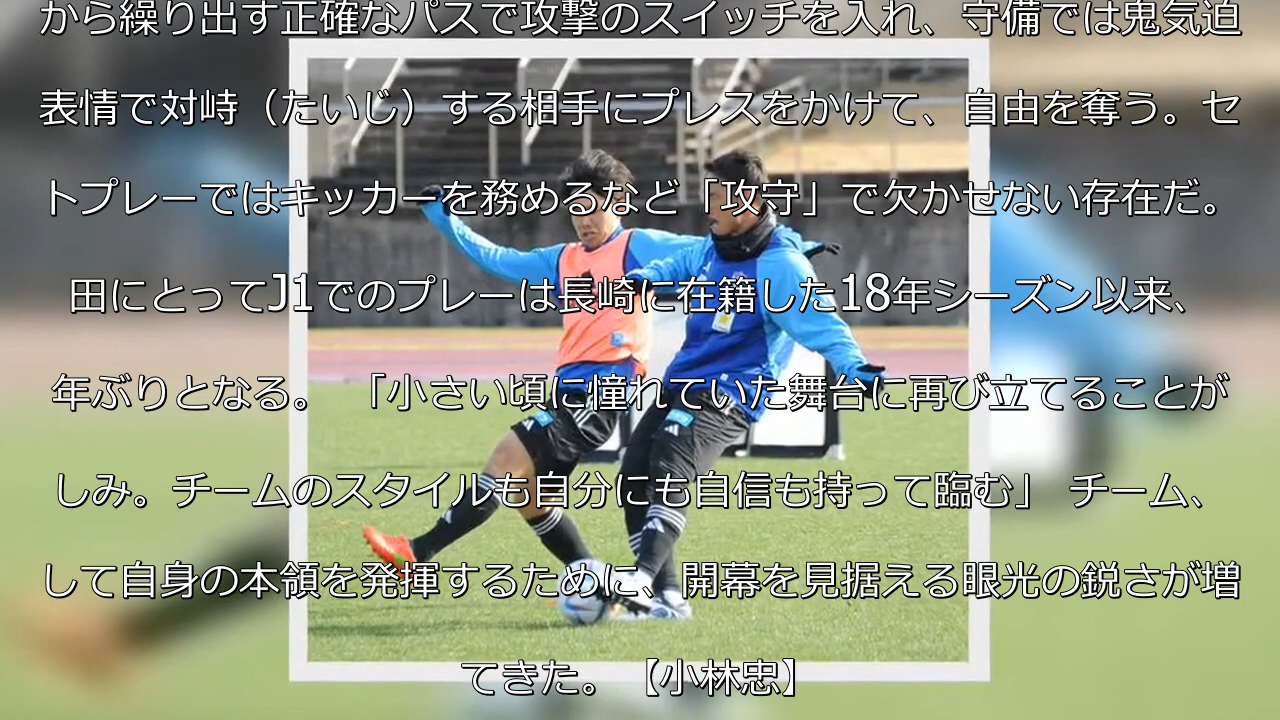 から繰り出す正確なパスで攻撃のスイッチを入れ、守備では鬼気迫
表情で対峙（たいじ）する相手にプレスをかけて、自由を奪う。セ
トプレーではキッカーを務めるなど「攻守」で欠かせない存在だ。
田にとってJ1でのプレーは長崎に在籍した18年シーズン以来、
年ぶりとなる。　「小さい頃に憧れていた舞台に再び立てることが
しみ。チームのスタイルも自分にも自信も持って臨む」 チーム、
して自身の本領を発揮するために、開幕を見据える眼光の鋭さが増
てきた。【小林忠】